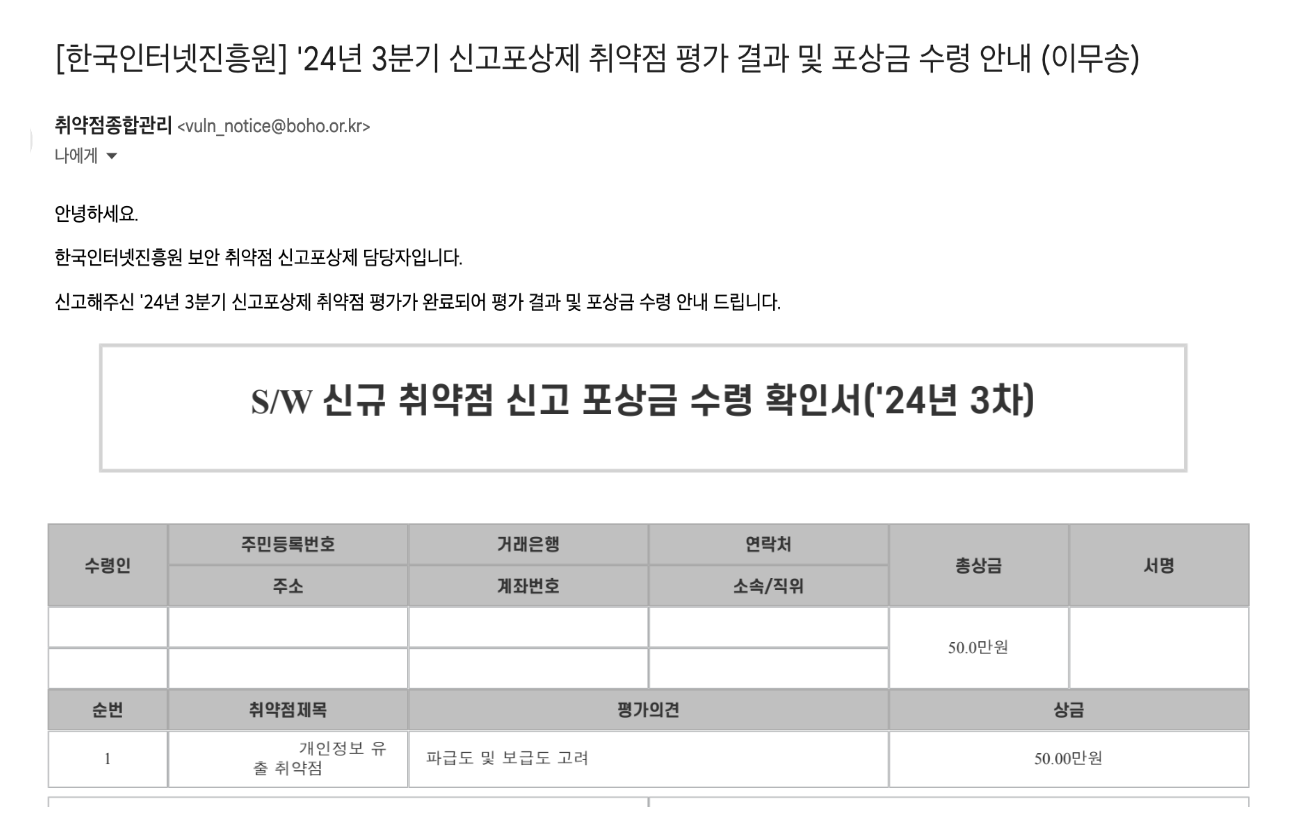 [한국인터넷진흥원] '24년 3분기 신고포상제 취약점 평가 결과 및 포상금 수령 안내 (이무송)
취약점종합관리 <vuln_notice@boho.or.kr>
나에게
안녕하세요.
한국인터넷진흥원 보안 취약점 신고포상제 담당자입니다.
신고해주신 '24년 3분기 신고포상제 취약점 평가가 완료되어 평가 결과 및 포상금 수령 안내 드립니다.
S/W 신규 취약점 신고 포상금 수령 확인서('24년 3차)
수령인 주민등록번호 거래은행 연락처 총상금 서명
주소 계좌번호 소속/직위
50.0만원
순번 취약점제목 평가의견 상금
1 개인정보 유 파급도 및 보급도 고려 50.00만원
출 취약점